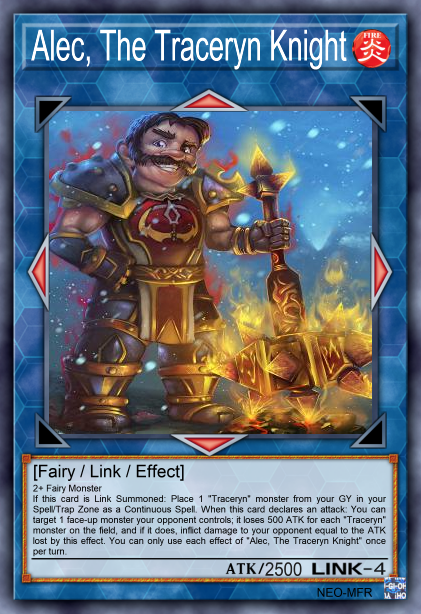 Alec, The Traceryn Knight
FIRE
炎
[Fairy / Link / Effect]
2+ Fairy Monster
If this card is Link Summoned: Place 1 "Traceryn" monster from your GY in your
Spell/Trap Zone as a Continuous Spell. When this card declares an attack: You can
target 1 face-up monster your opponent controls; it loses 500 ATK for each "Traceryn"
monster on the field, and if it does, inflict damage to your opponent equal to the ATK
lost by this effect. You can only use each effect of "Alec, The Traceryn Knight" once
per turn.
ATK/2500 LINK-4
NEO-MFR